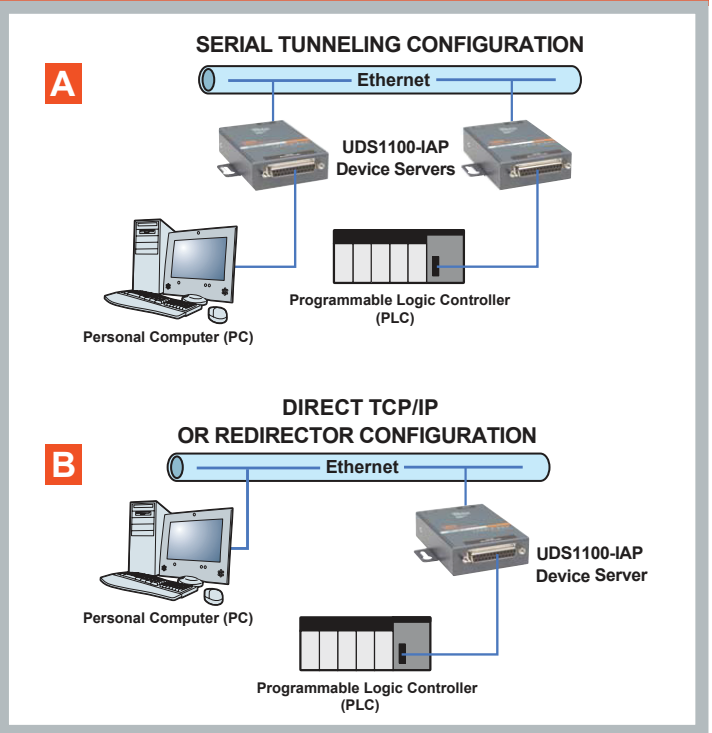 SERIAL TUNNELING CONFIGURATION
A
Ethernet
UDS1100-IAP
Device Servers
Programmable Logic Controller
(PLC)
Personal Computer (PC)
DIRECT TCP/IP
OR REDIRECTOR CONFIGURATION
B
Ethernet
UDS1100-IAP
Device Server
Personal Computer (PC)
Programmable Logic Controller
(PLC)